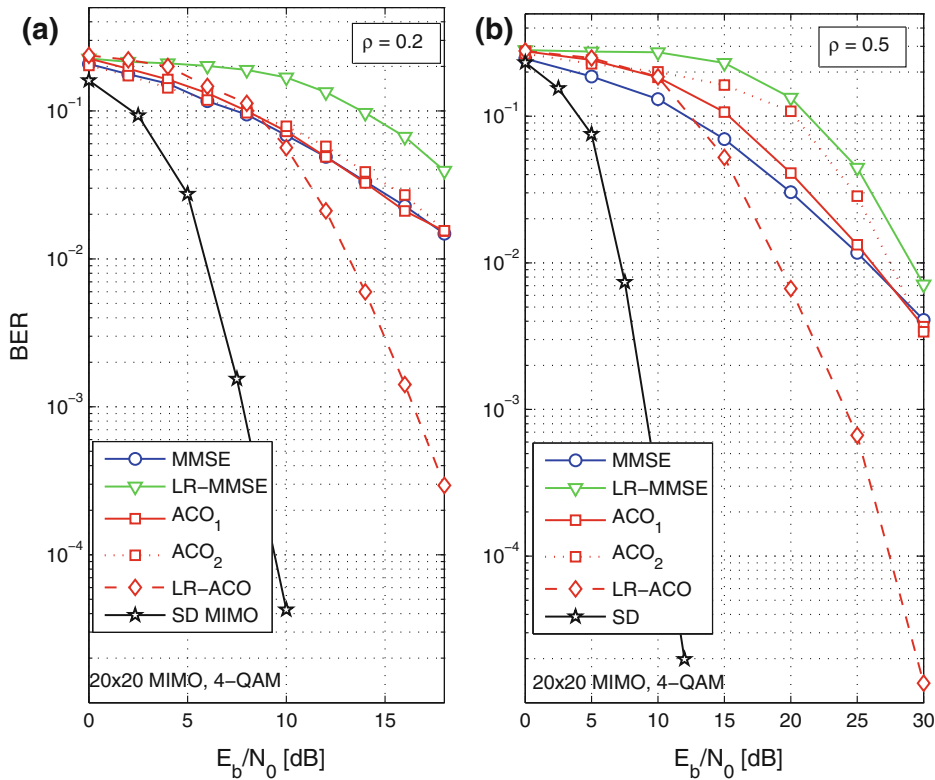 (a)
ρ = 0.2
10⁻¹
10⁻²
10⁻³
10⁻⁴
BER
MMSE
LR-MMSE
ACO₁
ACO₂
LR-ACO
SD MIMO
20x20 MIMO, 4-QAM
0
5
10
15
E_b/N₀ [dB]
(b)
ρ = 0.5
10⁻¹
10⁻²
10⁻³
10⁻⁴
MMSE
LR-MMSE
ACO₁
ACO₂
LR-ACO
SD
20x20 MIMO, 4-QAM
0
5
10
15
20
25
30
E_b/N₀ [dB]